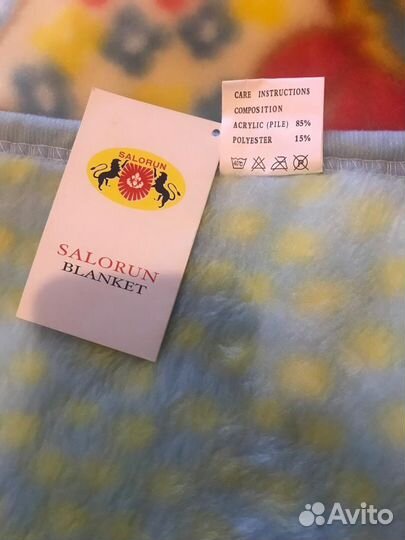 CARE INSTRUCTIONS
COMPOSITION
ACRYLIC (PILE) 85%
POLYESTER 15%
SALORUN
SALORUN
BLANKET
Avito